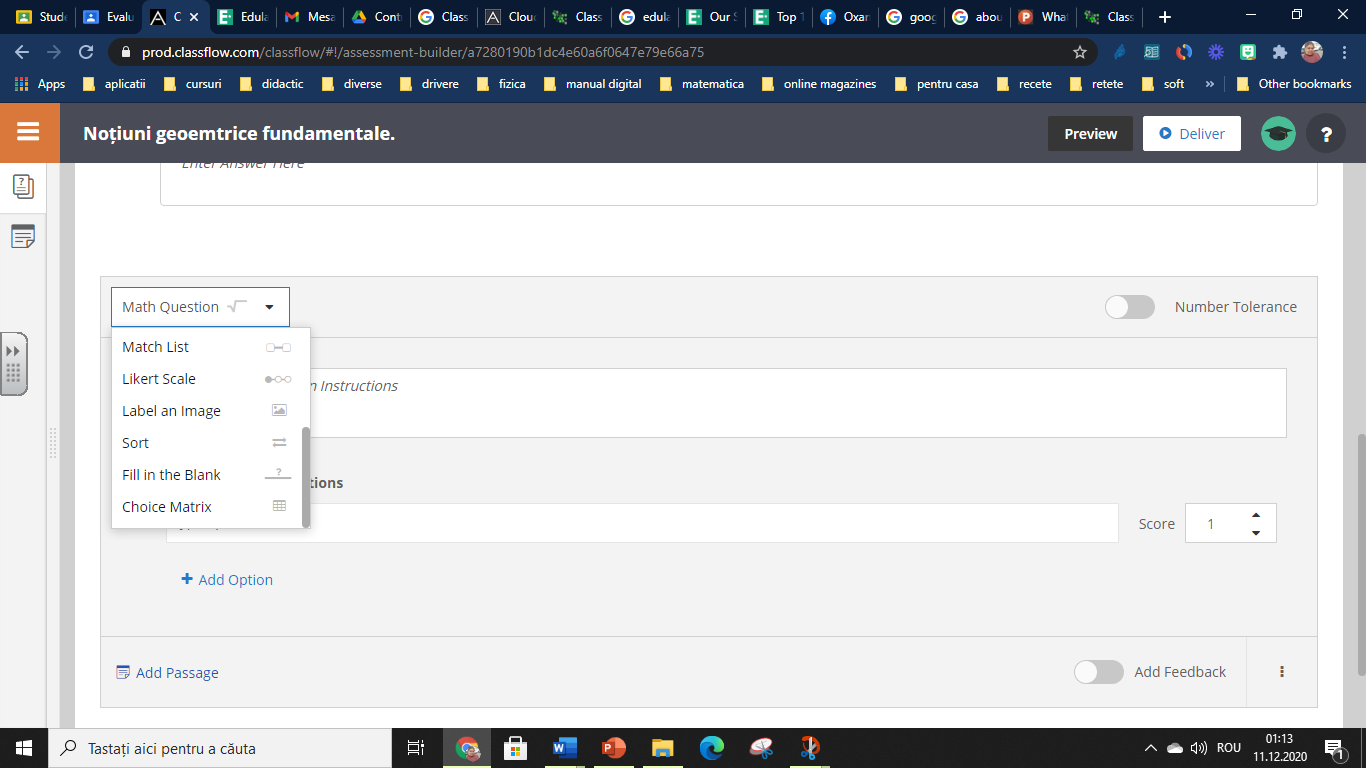 Stude
Evalu
C
Edula
Mesa
Cont
Class
Clou
Class
edula
Our S
Top 1
Oxan
goog
abou
What
Class
prod.classflow.com/classflow/#!/assessment-builder/a7280190b1dc4e60a6f0647e79e66a75
Apps aplicatii cursuri didactic diverse drivere fizica manual digital matematica online magazines pentru casa recete retete soft » Other bookmarks
Noțiuni geoemtrice fundamentale.
Preview
Deliver
?
Enter Answer Here
Math Question
Number Tolerance
Match List
Likert Scale
n Instructions
Label an Image
Sort
Fill in the Blank
tions
Choice Matrix
Score 1
+ Add Option
Add Passage
Add Feedback
Tastați aici pentru a căuta
ROU
01:13
11.12.2020
1